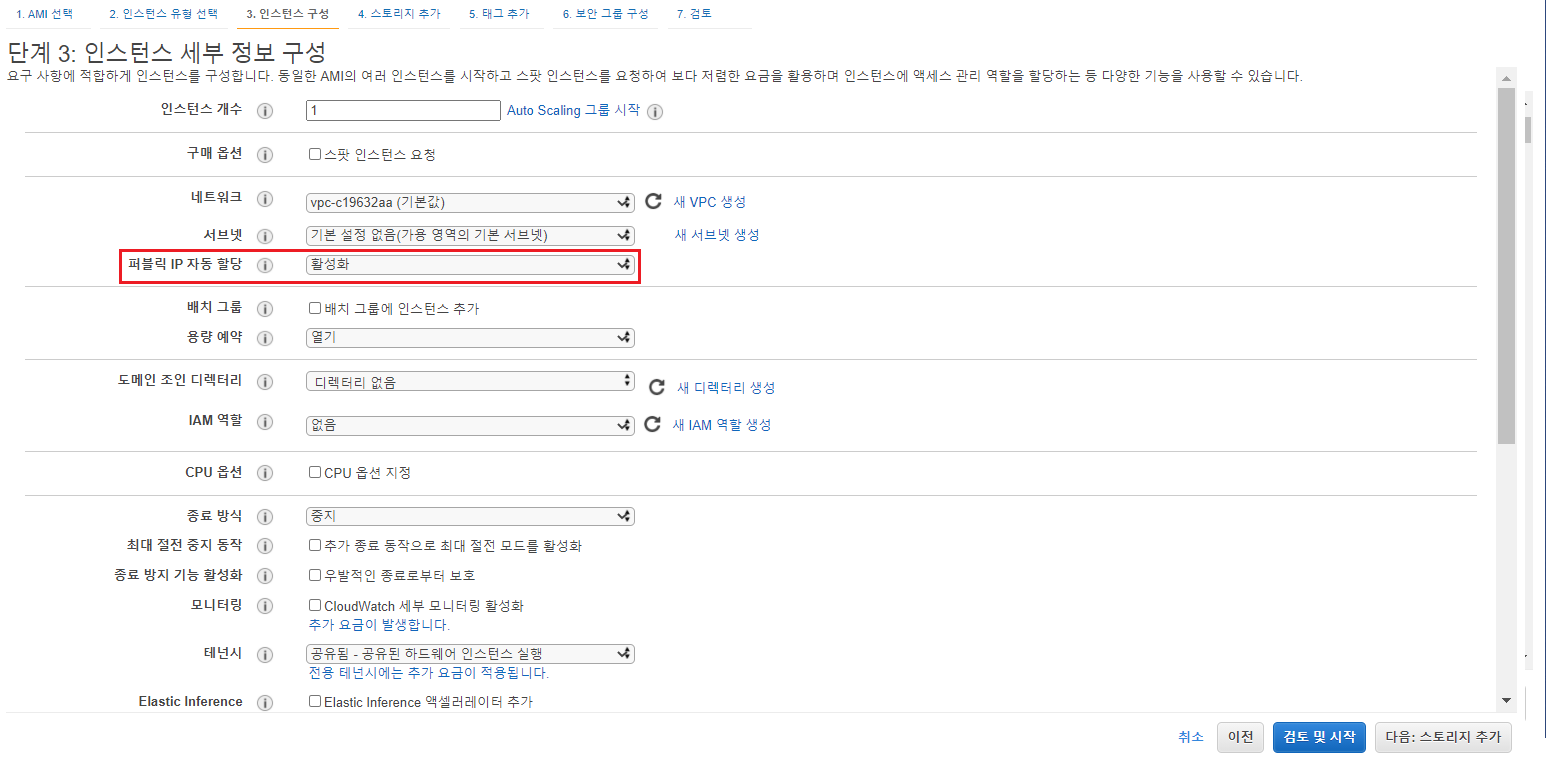 1. AMI 선택 2. 인스턴스 유형 선택 3. 인스턴스 구성 4. 스토리지 추가 5. 태그 추가 6. 보안 그룹 구성 7. 검토
단계 3: 인스턴스 세부 정보 구성
요구 사항에 적합하게 인스턴스를 구성합니다. 동일한 AMI의 여러 인스턴스를 시작하고 스팟 인스턴스를 요청하여 보다 저렴한 요금을 활용하며 인스턴스에 액세스 관리 역할을 할당하는 등 다양한 기능을 사용할 수 있습니다.
인스턴스 개수 1 Auto Scaling 그룹 시작
구매 옵션 스팟 인스턴스 요청
네트워크 vpc-c19632aa (기본값) 새 VPC 생성
서브넷 기본 설정 없음(가용 영역의 기본 서브넷) 새 서브넷 생성
퍼블릭 IP 자동 할당 활성화
배치 그룹 배치 그룹에 인스턴스 추가
용량 예약 열기
도메인 조인 디렉터리 디렉터리 없음 새 디렉터리 생성
IAM 역할 없음 새 IAM 역할 생성
CPU 옵션 CPU 옵션 지정
종료 방식 중지
최대 절전 중지 동작 추가 종료 동작으로 최대 절전 모드를 활성화
종료 방지 기능 활성화 우발적인 종료로부터 보호
모니터링 CloudWatch 세부 모니터링 활성화
추가 요금이 발생합니다.
테넌시 공유됨 - 공유된 하드웨어 인스턴스 실행
전용 테넌시에는 추가 요금이 적용됩니다.
Elastic Inference Elastic Inference 액셀러레이터 추가
취소 이전 검토 및 시작 다음: 스토리지 추가